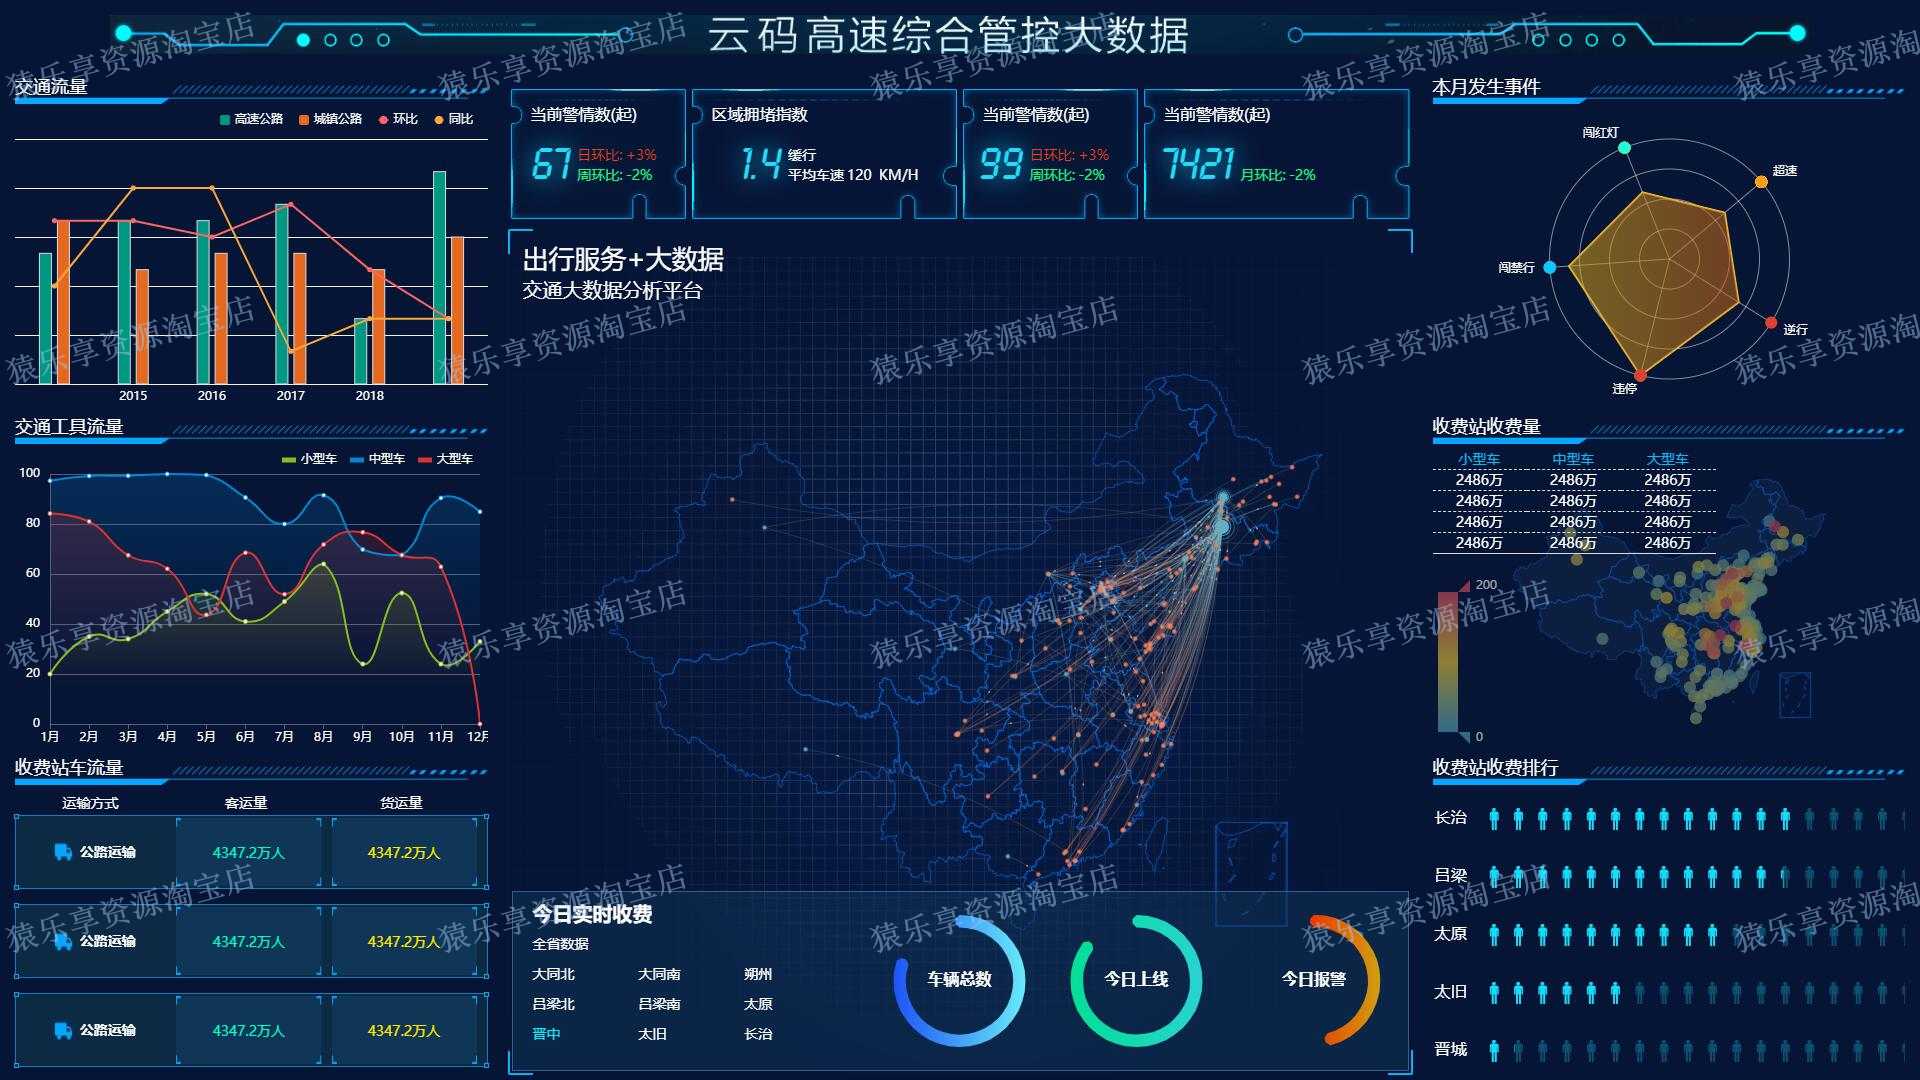 云码高速综合管控大数据
交通流量
高速公路 城镇公路 环比 同比
2015 2016 2017 2018
交通工具流量
小型车 中型车 大型车
100
80
60
40
20
0
1月 2月 3月 4月 5月 6月 7月 8月 9月 10月 11月 12月
收费站车流量
运输方式 客运量 货运量
公路运输 4347.2万人 4347.2万人
公路运输 4347.2万人 4347.2万人
公路运输 4347.2万人 4347.2万人
当前警情数(起)
67 日环比: +3%
周环比: -2%
区域拥堵指数
1.4 缓行
平均车速 120 KM/H
当前警情数(起)
99 日环比: +3%
周环比: -2%
当前警情数(起)
7421 月环比: -2%
出行服务+大数据
交通大数据分析平台
今日实时收费
全省数据
大同北 大同南 朔州
吕梁北 吕梁南 太原
晋中 太旧 长治
车辆总数
今日上线
今日报警
本月发生事件
闯红灯
超速
闯禁行
逆行
违停
收费站收费量
小型车 中型车 大型车
2486万 2486万 2486万
2486万 2486万 2486万
2486万 2486万 2486万
2486万 2486万 2486万
200
0
收费站收费排行
长治
吕梁
太原
太旧
晋城
猿乐享资源淘宝店